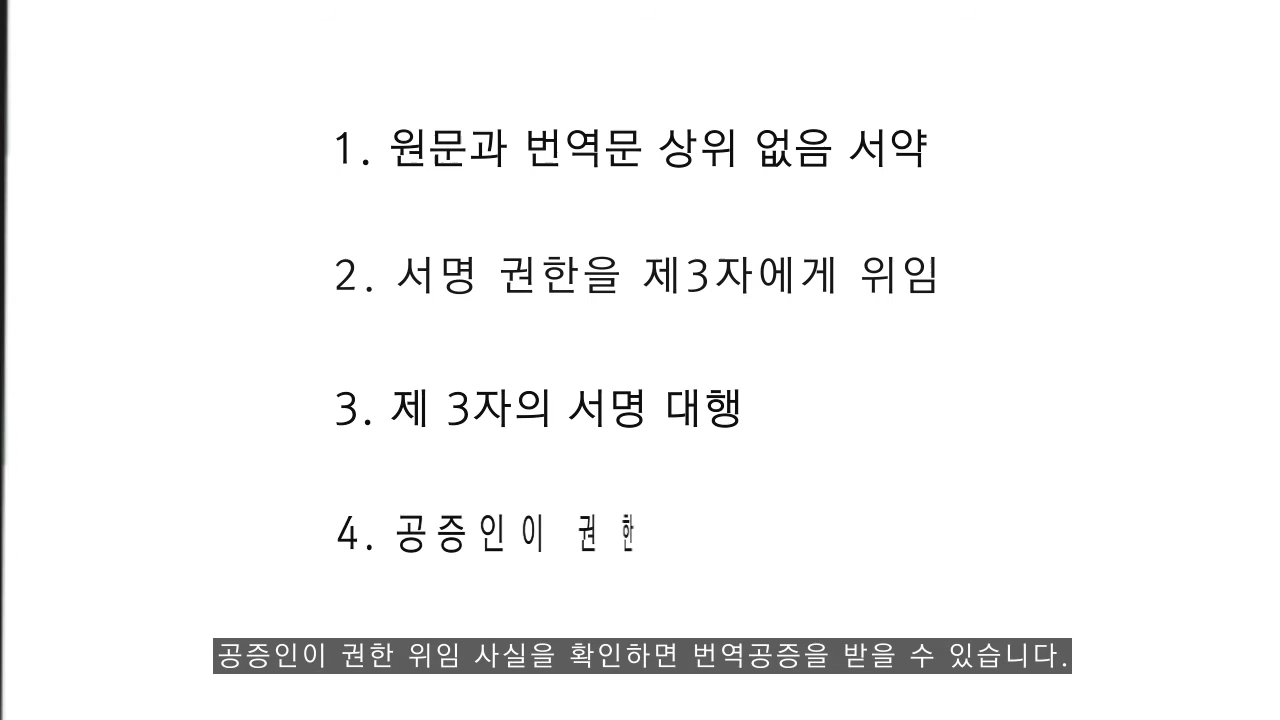 1. 원문과 번역문 상위 없음 서약
2. 서명 권한을 제3자에게 위임
3. 제 3자의 서명 대행
4. 공증인이 권한
공증인이 권한 위임 사실을 확인하면 번역공증을 받을 수 있습니다.